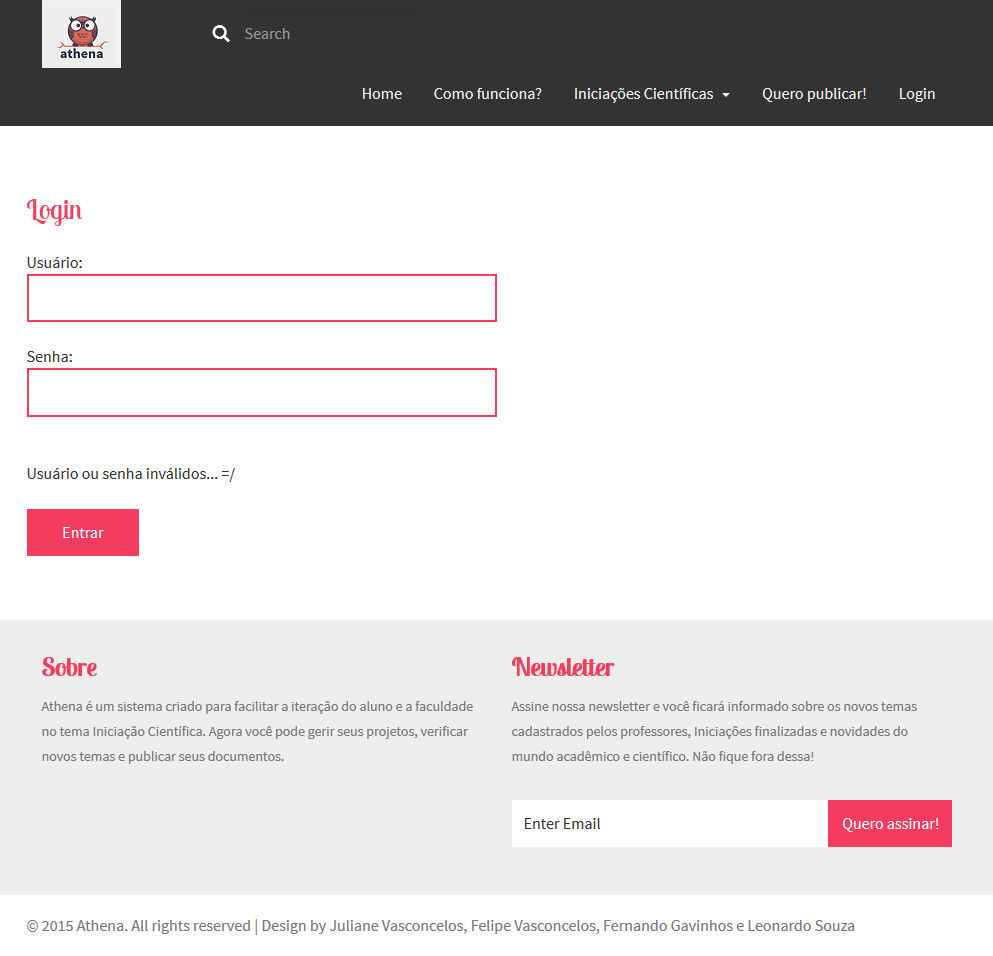 athena
Search
Home Como funciona? Iniciações Científicas Quero publicar! Login
Login
Usuário:
Senha:
Usuário ou senha inválidos... =/
Entrar
Sobre
Athena é um sistema criado para facilitar a iteração do aluno e a faculdade
no tema Iniciação Científica. Agora você pode gerir seus projetos, verificar
novos temas e publicar seus documentos.
Newsletter
Assine nossa newsletter e você ficará informado sobre os novos temas
cadastrados pelos professores, Iniciações finalizadas e novidades do
mundo acadêmico e científico. Não fique fora dessa!
Enter Email Quero assinar!
© 2015 Athena. All rights reserved | Design by Juliane Vasconcelos, Felipe Vasconcelos, Fernando Gavinhos e Leonardo Souza